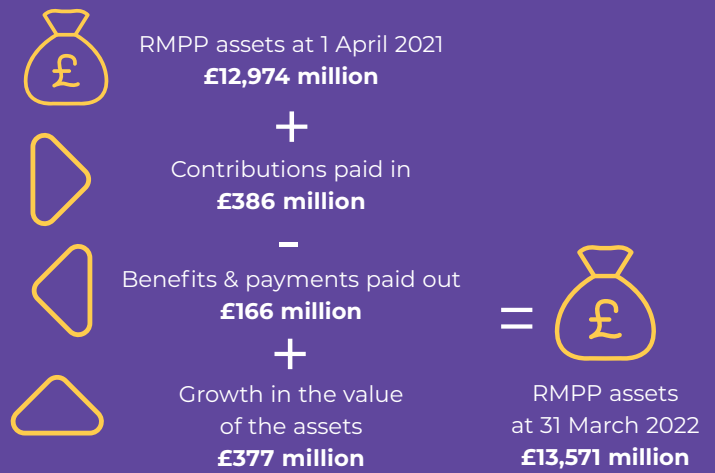 £
RMPP assets at 1 April 2021
£12,974 million
+
Contributions paid in
£386 million
-
Benefits & payments paid out
£166 million
+
Growth in the value
of the assets
£377 million
=
£
RMPP assets
at 31 March 2022
£13,571 million